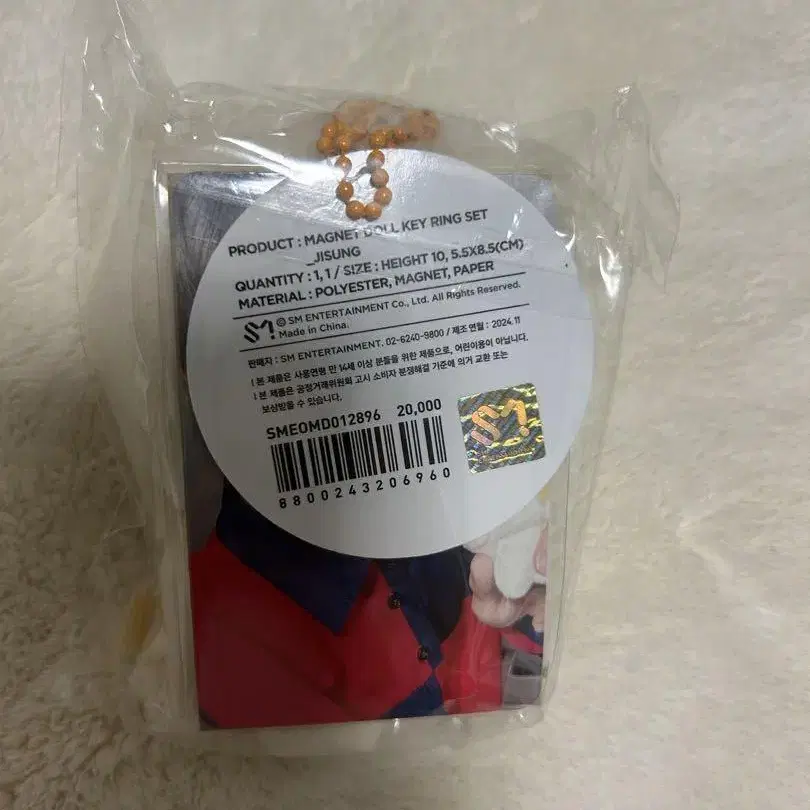 PRODUCT : MAGNET DOLL KEY RING SET
_JISUNG
QUANTITY : 1, 1 / SIZE : HEIGHT 10, 5.5X8.5(CM)
MATERIAL : POLYESTER, MAGNET, PAPER
SM ⓒ SM ENTERTAINMENT Co., Ltd. All Rights Reserved.
Made in China.
판매자 : SM ENTERTAINMENT. 02-6240-9800 / 제조 연월 : 2024.11
! 본 제품은 사용연령 만 14세 이상 분들을 위한 제품으로, 어린이용이 아닙니다.
! 본 제품은 공정거래위원회 고시 소비자 분쟁해결 기준에 의거 교환 또는
보상받을 수 있습니다.
SMEOMD012896 20,000
SM
8800243206960